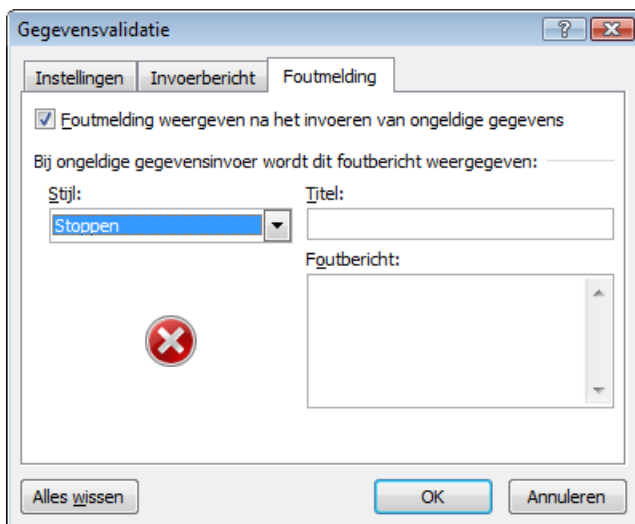 Gegevensvalidatie
Instellingen Invoerbericht Foutmelding
Foutmelding weergeven na het invoeren van ongeldige gegevens
Bij ongeldige gegevensinvoer wordt dit foutbericht weergegeven:
Stijl: Titel:
Stoppen
Foutbericht:
Alles wissen OK Annuleren